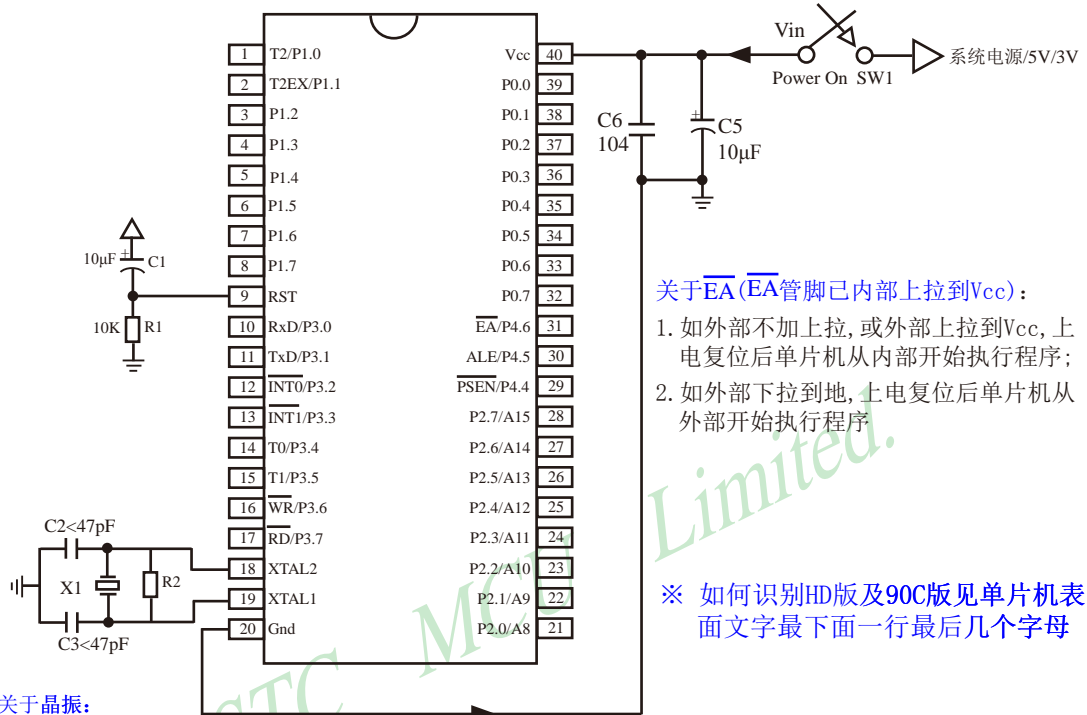 Vin
系统电源/5V/3V
Power On SW1
1 T2/P1.0 Vcc 40
2 T2EX/P1.1 P0.0 39
3 P1.2 P0.1 38
4 P1.3 P0.2 37
5 P1.4 P0.3 36
6 P1.5 P0.4 35
7 P1.6 P0.5 34
8 P1.7 P0.6 33
9 RST P0.7 32
10 RxD/P3.0 EA/P4.6 31
11 TxD/P3.1 ALE/P4.5 30
12 INT0/P3.2 PSEN/P4.4 29
13 INT1/P3.3 P2.7/A15 28
14 T0/P3.4 P2.6/A14 27
15 T1/P3.5 P2.5/A13 26
16 WR/P3.6 P2.4/A12 25
17 RD/P3.7 P2.3/A11 24
18 XTAL2 P2.2/A10 23
19 XTAL1 P2.1/A9 22
20 Gnd P2.0/A8 21
C6
104
+
C5
10μF
10μF + C1
10K R1
C2<47pF
X1 R2
C3<47pF
关于EA(EA管脚已内部上拉到Vcc):
1.如外部不加上拉,或外部上拉到Vcc,上
电复位后单片机从内部开始执行程序;
2.如外部下拉到地,上电复位后单片机从
外部开始执行程序
※ 如何识别HD版及90C版见单片机表
面文字最下面一行最后几个字母
关于晶振:
STC MCU Limited.